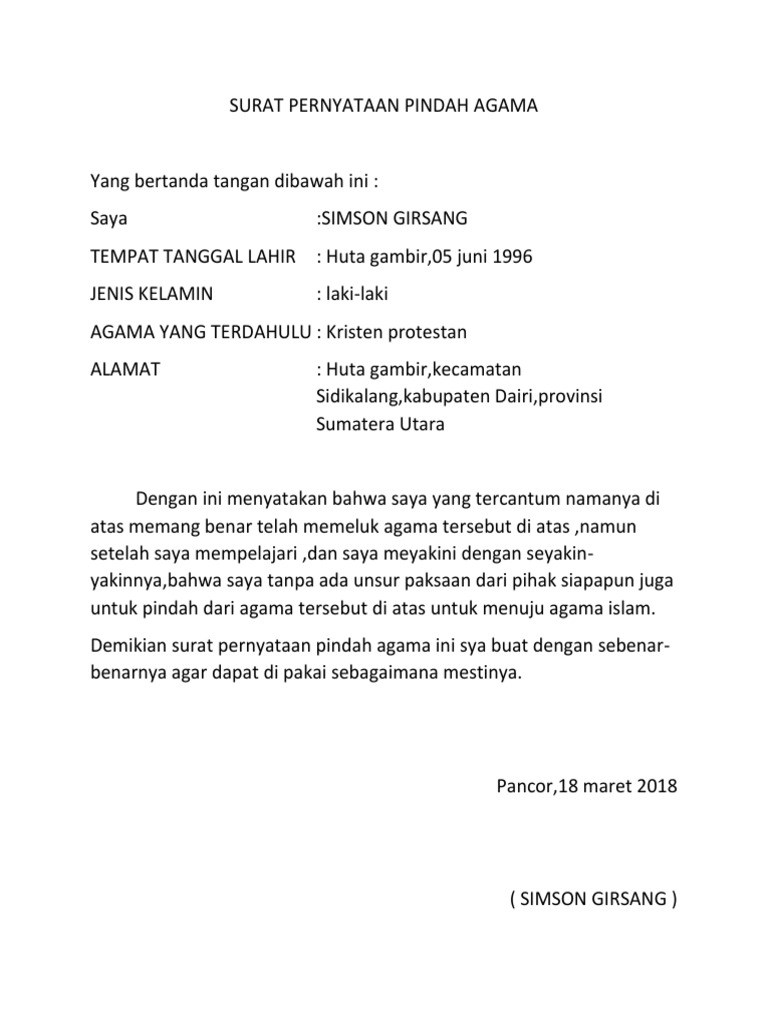 SURAT PERNYATAAN PINDAH AGAMA
Yang bertanda tangan dibawah ini :
Saya :SIMSON GIRSANG
TEMPAT TANGGAL LAHIR : Huta gambir,05 juni 1996
JENIS KELAMIN : laki-laki
AGAMA YANG TERDAHULU : Kristen protestan
ALAMAT : Huta gambir,kecamatan
Sidikalang,kabupaten Dairi,provinsi
Sumatera Utara
Dengan ini menyatakan bahwa saya yang tercantum namanya di
atas memang benar telah memeluk agama tersebut di atas ,namun
setelah saya mempelajari ,dan saya meyakini dengan seyakin-
yakinnya,bahwa saya tanpa ada unsur paksaan dari pihak siapapun juga
untuk pindah dari agama tersebut di atas untuk menuju agama islam.
Demikian surat pernyataan pindah agama ini sya buat dengan sebenar-
benarnya agar dapat di pakai sebagaimana mestinya.
Pancor,18 maret 2018
( SIMSON GIRSANG )